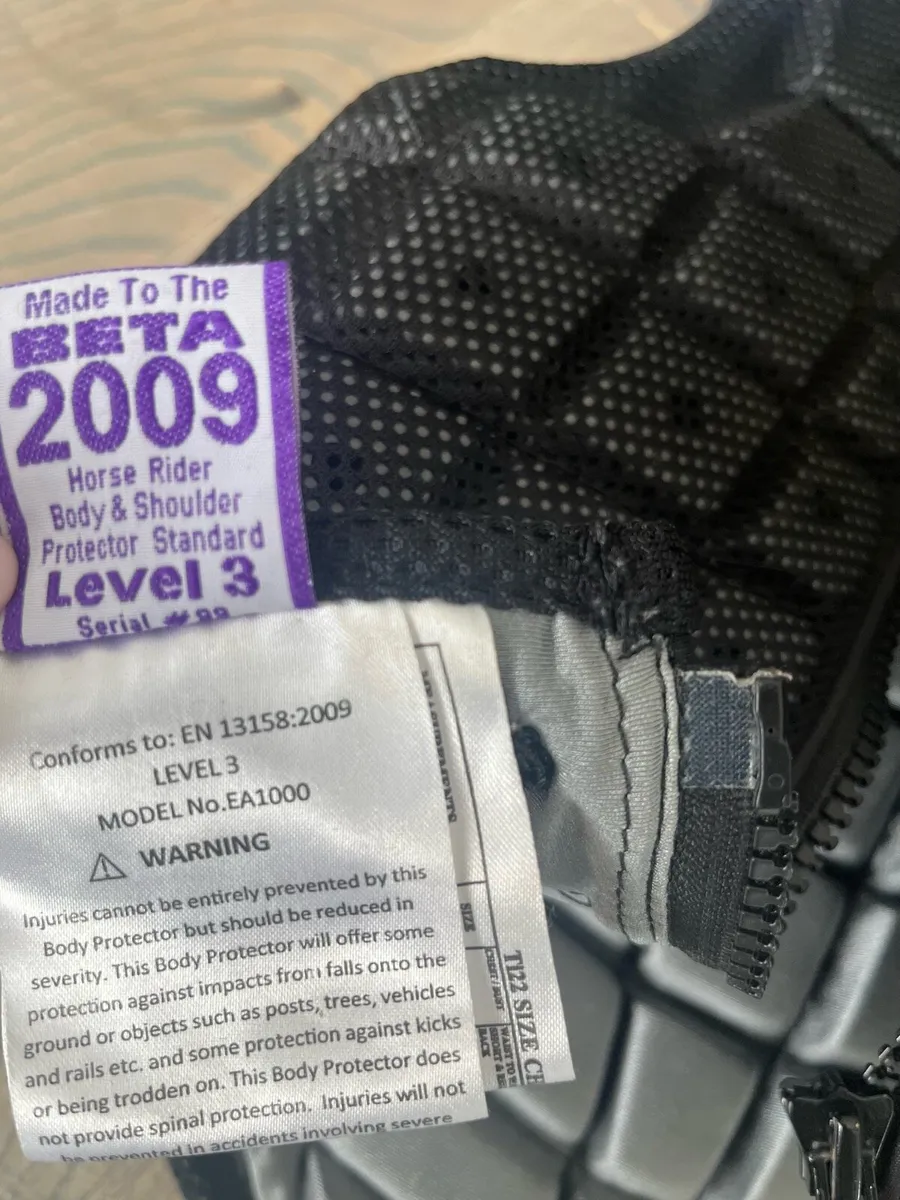 Made To The
BETA
2009
Horse Rider
Body & Shoulder
Protector Standard
Level 3
Serial #
Conforms to: EN 13158:2009
LEVEL 3
MODEL No.EA1000
WARNING
Injuries cannot be entirely prevented by this
Body Protector but should be reduced in
severity. This Body Protector will offer some
protection against impacts from falls onto the
ground or objects such as posts, trees, vehicles
and rails etc. and some protection against kicks
or being trodden on. This Body Protector does
not provide spinal protection. Injuries will not
be prevented in accidents involving severe
SIZE
TI22 SIZE